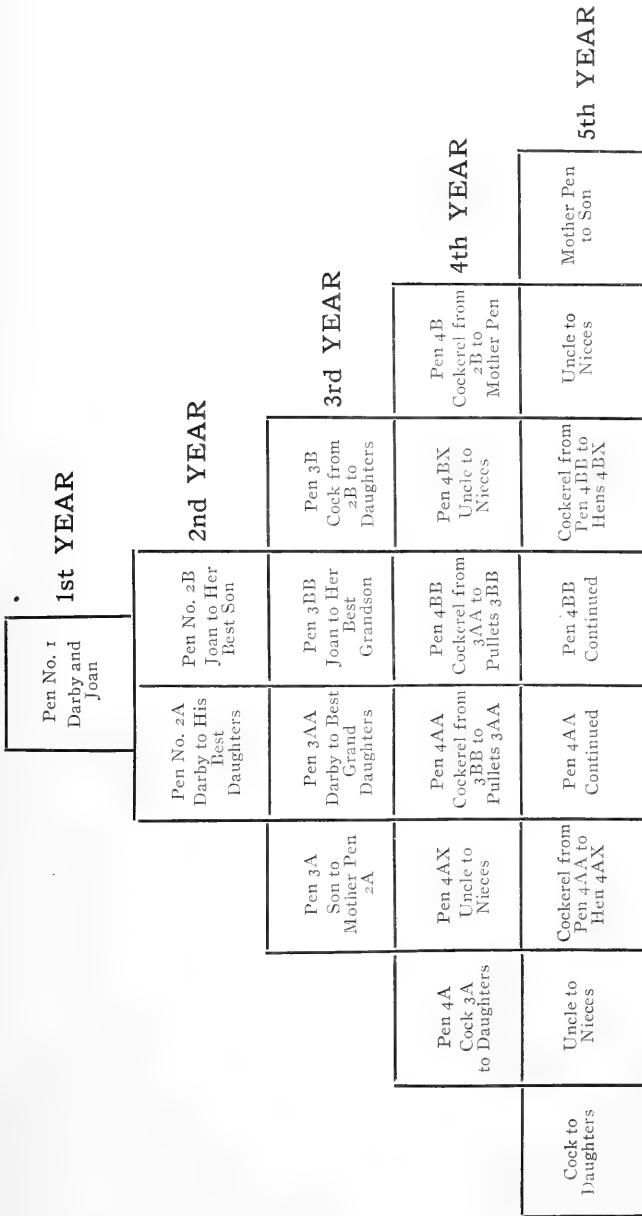 1st YEAR
Pen No. 1
Darby and
Joan
2nd YEAR
Pen No. 2A
Darby to His
Best
Daughters
Pen No. 2B
Joan to Her
Best Son
3rd YEAR
Pen 3A
Son to
Mother Pen
2A
Pen 3AA
Darby to Best
Grand
Daughters
Pen 3BB
Joan to Her
Best
Grandson
Pen 3B
Cock from
2B to
Daughters
4th YEAR
Pen 4A
Cock 3A
to Daughters
Pen 4AX
Uncle to
Nieces
Pen 4AA
Cockerel from
3BB to
Pullets 3AA
Pen 4BB
Cockerel from
3AA to
Pullets 3BB
Pen 4BX
Uncle to
Nieces
Pen 4B
Cockerel from
2B to
Mother Pen
5th YEAR
Cock to
Daughters
Uncle to
Nieces
Cockerel from
Pen 4AA to
Hen 4AX
Pen 4AA
Continued
Pen 4BB
Continued
Cockerel from
Pen 4BB to
Hens 4BX
Uncle to
Nieces
Mother Pen
to Son